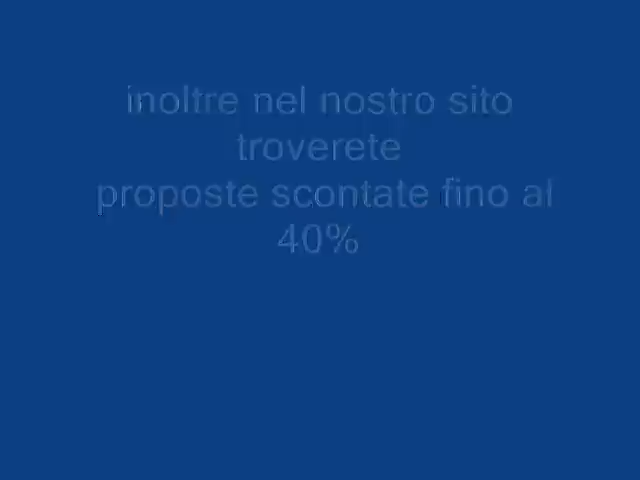 inoltre nel nostro sito
troverete
proposte scontate fino al
40%